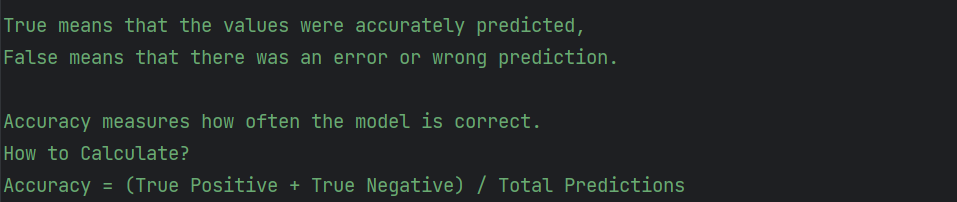 True means that the values were accurately predicted,
False means that there was an error or wrong prediction.
Accuracy measures how often the model is correct.
How to Calculate?
Accuracy = (True Positive + True Negative) / Total Predictions